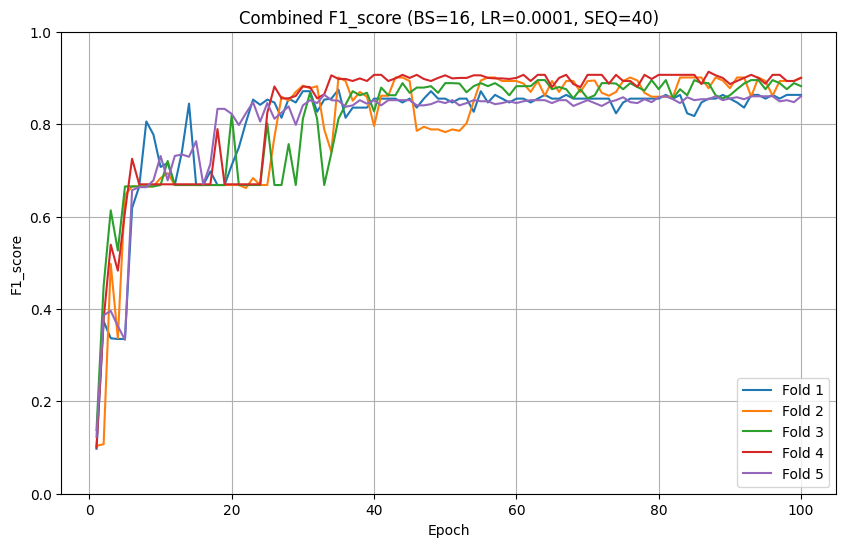 Combined F1_score (BS=16, LR=0.0001, SEQ=40)
F1_score
1.0
0.8
0.6
0.4
0.2
0.0
0
20
40
60
80
100
Epoch
Fold 1
Fold 2
Fold 3
Fold 4
Fold 5